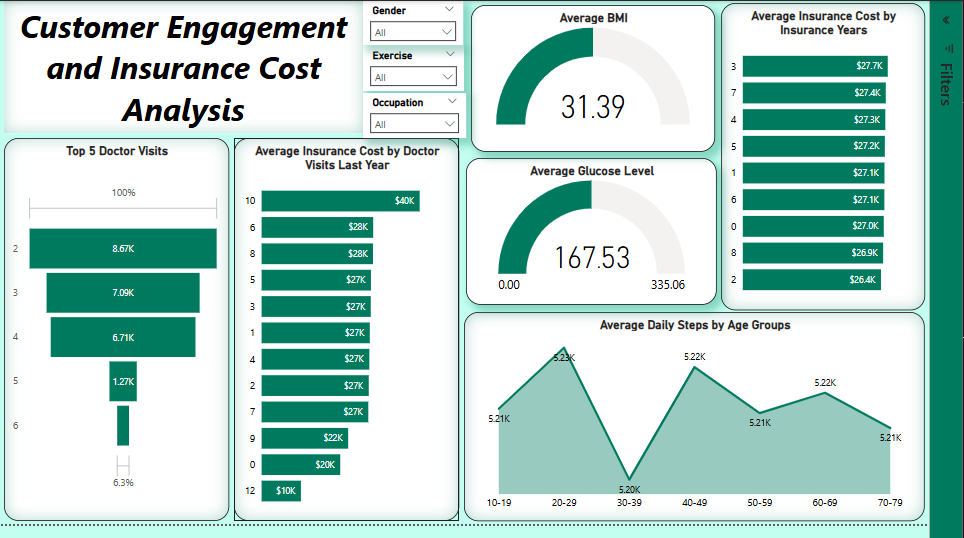 Customer Engagement
and Insurance Cost
Analysis
Gender
All
Exercise
All
Occupation
All
Average BMI
31.39
Average Glucose Level
167.53
0.00
335.06
Average Insurance Cost by
Insurance Years
3 $27.7K
7 $27.4K
4 $27.3K
5 $27.2K
1 $27.1K
6 $27.1K
0 $27.0K
8 $26.9K
2 $26.4K
Filters
Top 5 Doctor Visits
100%
2 8.67K
3 7.09K
4 6.71K
5 1.27K
6
6.3%
Average Insurance Cost by Doctor
Visits Last Year
10 $40K
6 $28K
8 $28K
5 $27K
3 $27K
1 $27K
4 $27K
2 $27K
7 $27K
9 $22K
0 $20K
12 $10K
Average Daily Steps by Age Groups
5.21K 5.23K 5.20K 5.22K 5.21K 5.22K 5.21K
10-19 20-29 30-39 40-49 50-59 60-69 70-79